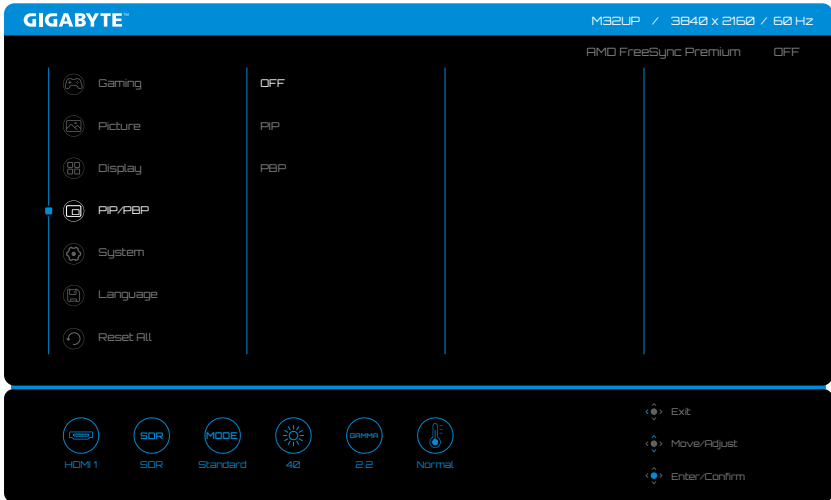 GIGABYTE™
M32UP / 3840 x 2160 / 60 Hz
AMD FreeSync Premium OFF
Gaming
Picture
Display
PIP/PBP
System
Language
Reset All
OFF
PIP
PBP
SDR
MODE
GAMMA
HDMI 1
SDR
Standard
40
2.2
Normal
Exit
Move/Adjust
Enter/Confirm